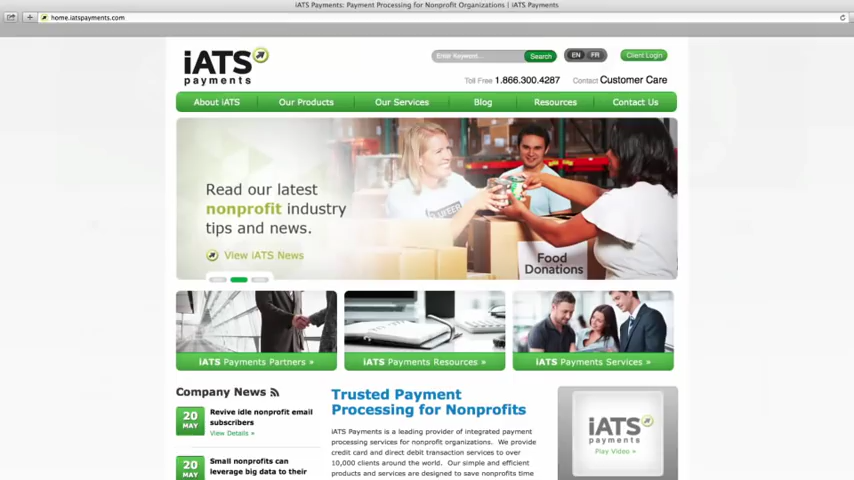 iATS Payments: Payment Processing for Nonprofit Organizations | iATS Payments
home.iatspayments.com
iATS payments
Enter Keyword...
Search
EN FR
Client Login
Toll Free 1.866.300.4287 Contact Customer Care
About iATS Our Products Our Services Blog Resources Contact Us
Read our latest
nonprofit industry
tips and news.
View iATS News
Food
Donations
iATS Payments Partners »
iATS Payments Resources »
iATS Payments Services »
Company News
20
MAY
Revive idle nonprofit email
subscribers
View Details »
20
MAY
Small nonprofits can
leverage big data to their
Trusted Payment
Processing for Nonprofits
iATS Payments is a leading provider of integrated payment
processing services for nonprofit organizations. We provide
credit card and direct debit transaction services to over
10,000 clients around the world. Our simple and efficient
products and services are designed to save nonprofits time
iATS
payments
Play Video »